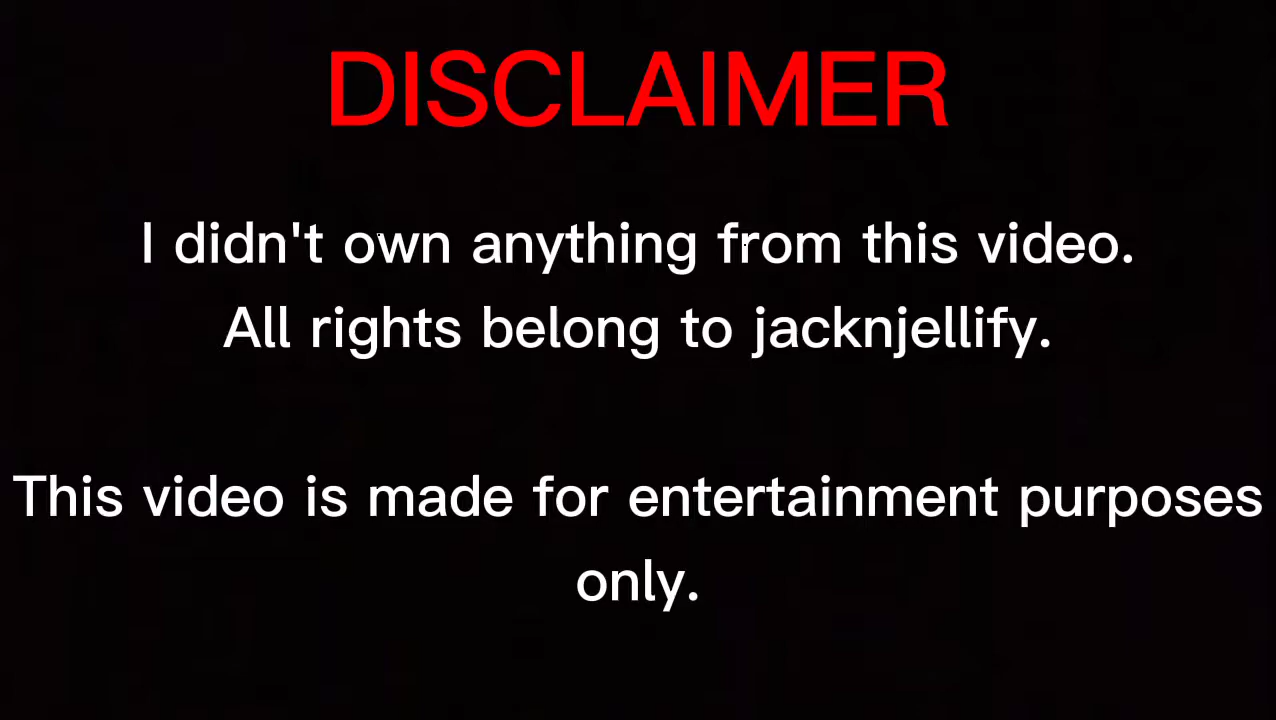 DISCLAIMER
I didn't own anything from this video.
All rights belong to jacknjellify.
This video is made for entertainment purposes
only.